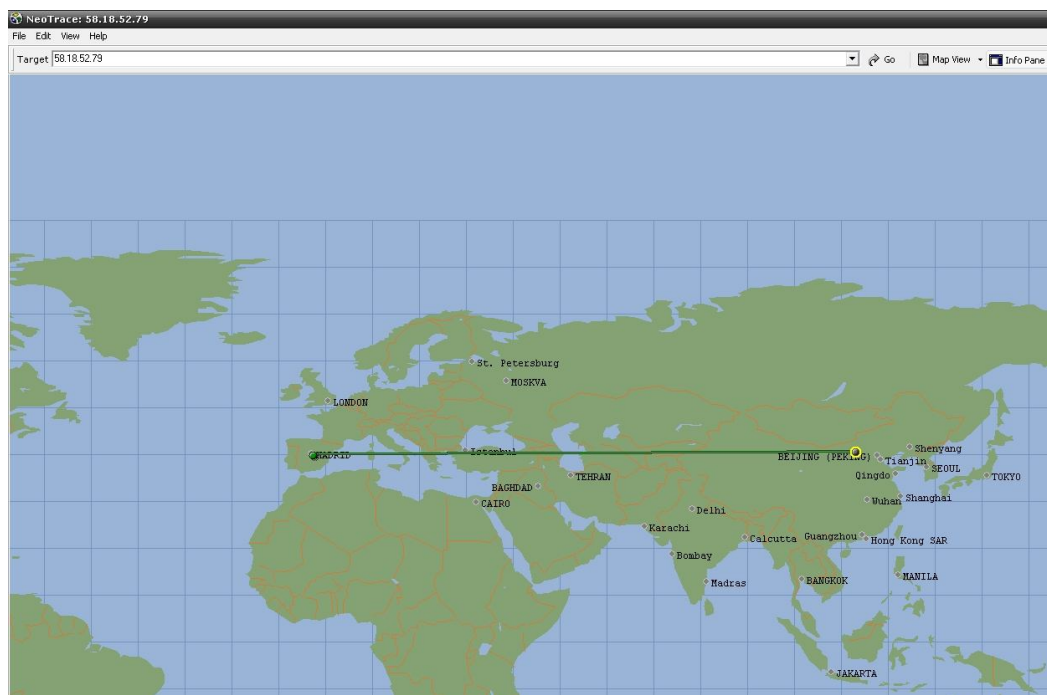 NeoTrace: 58.18.52.79
File Edit View Help
Target 58.18.52.79 Go Map View Info Pane
St. Petersburg
MOSKVA
LONDON
MADRID
Istanbul
BEIJING (PEKING)
Shenyang
Tianjin
SEOUL
Qingdo
TOKYO
TEHRAN
BAGHDAD
CAIRO
Wuhan
Shanghai
Delhi
Karachi
Calcutta
Guangzhou
Hong Kong SAR
Bombay
Madras
BANGKOK
MANILA
JAKARTA